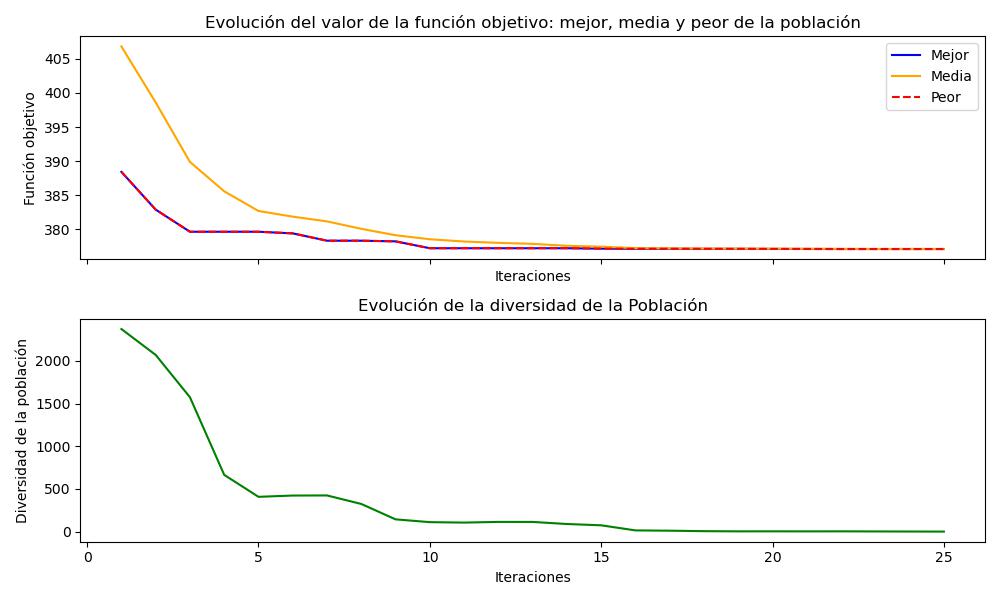 Evolución del valor de la función objetivo: mejor, media y peor de la población
Función objetivo
405
400
395
390
385
380
Mejor
Media
Peor
Iteraciones
Evolución de la diversidad de la Población
Diversidad de la población
2000
1500
1000
500
0
0
5
10
15
20
25
Iteraciones